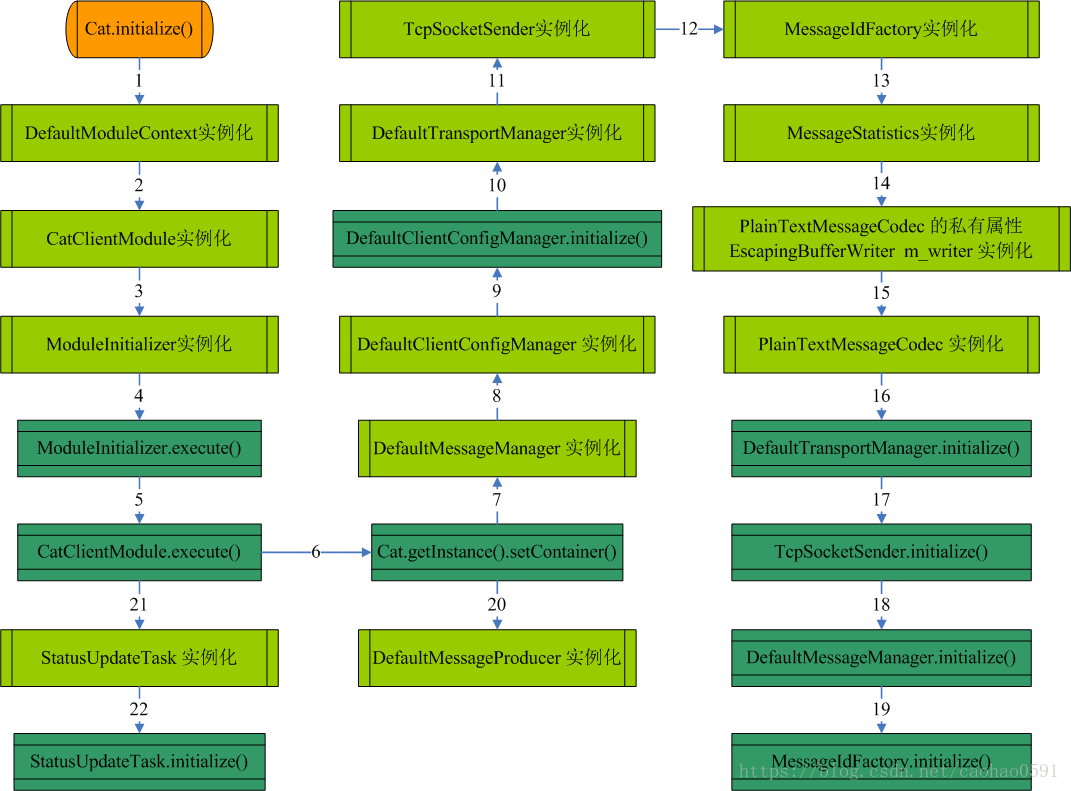 Cat.initialize()
1
DefaultModuleContext实例化
2
CatClientModule实例化
3
ModuleInitializer实例化
4
ModuleInitializer.execute()
5
CatClientModule.execute()
6
Cat.getInstance().setContainer()
7
DefaultMessageManager 实例化
8
DefaultClientConfigManager 实例化
9
DefaultClientConfigManager.initialize()
10
DefaultTransportManager实例化
11
TcpSocketSender实例化
12
MessageIdFactory实例化
13
MessageStatistics实例化
14
PlainTextMessageCodec 的私有属性
EscapingBufferWriter m_writer 实例化
15
PlainTextMessageCodec 实例化
16
DefaultTransportManager.initialize()
17
TcpSocketSender.initialize()
18
DefaultMessageManager.initialize()
19
MessageIdFactory.initialize()
20
DefaultMessageProducer 实例化
21
StatusUpdateTask 实例化
22
StatusUpdateTask.initialize()
https://blog.csdn.net/caohao0591